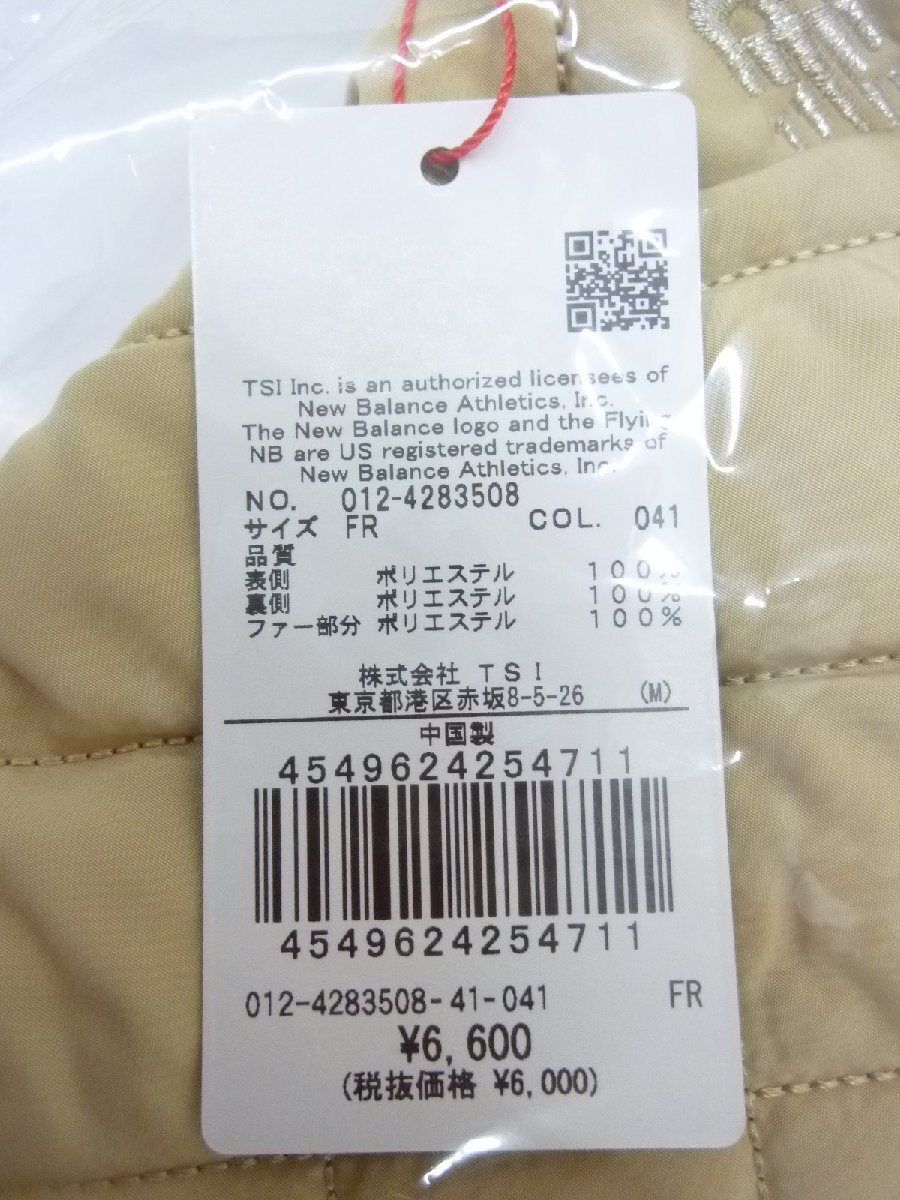 TSI Inc. is an authorized licensees of
New Balance Athletics, Inc.
The New Balance logo and the Flying
NB are US registered trademarks of
New Balance Athletics, Inc.
NO. 012-4283508
サイズ FR COL. 041
品質
表側 ポリエステル 100%
裏側 ポリエステル 100%
ファー部分 ポリエステル 100%
株式会社 TSI
東京都港区赤坂8-5-26 (M)
中国製
4549624254711
4549624254711
012-4283508-41-041 FR
¥6,600
(税抜価格 ¥6,000)